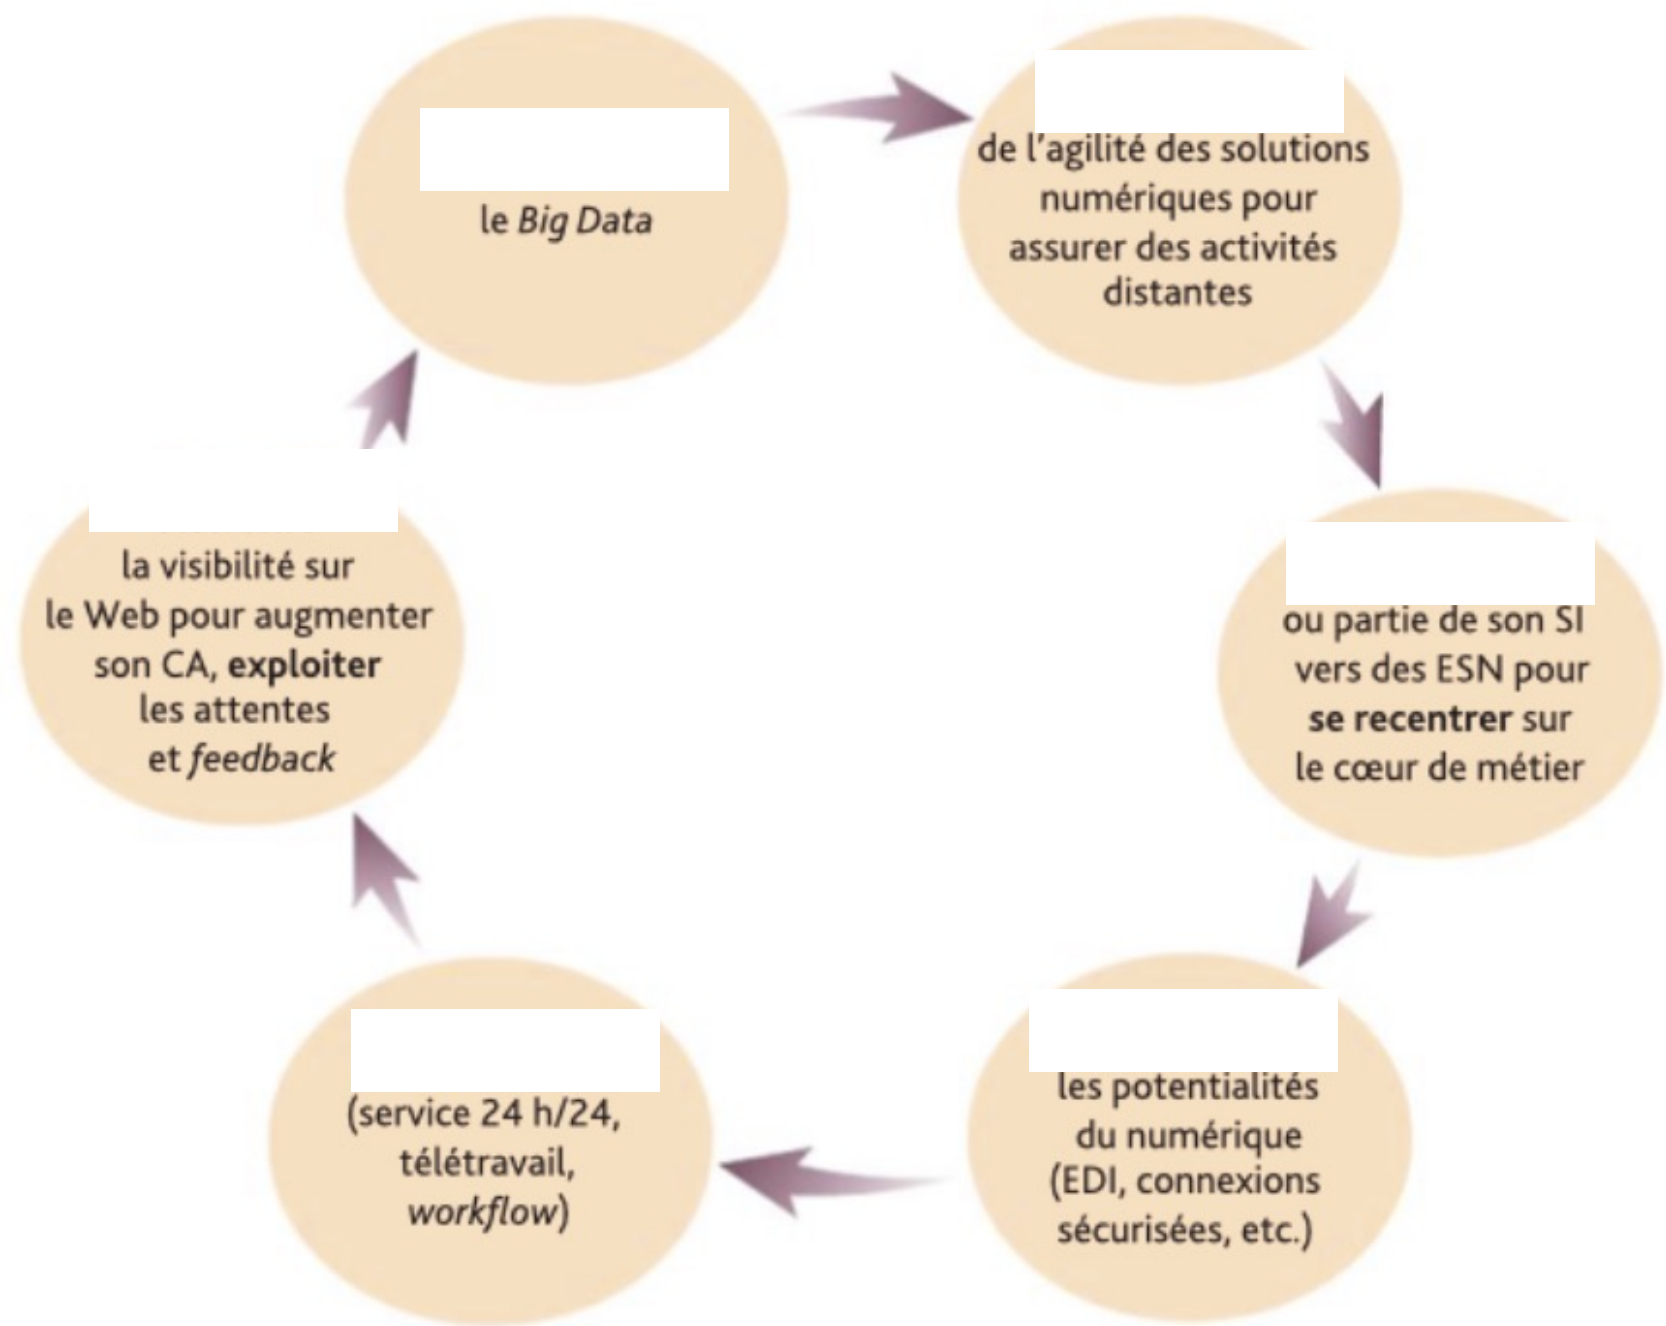 le Big Data
de l'agilité des solutions
numériques pour
assurer des activités
distantes
ou partie de son SI
vers des ESN pour
se recentrer sur
le cœur de métier
les potentialités
du numérique
(EDI, connexions
sécurisées, etc.)
(service 24 h/24,
télétravail,
workflow)
la visibilité sur
le Web pour augmenter
son CA, exploiter
les attentes
et feedback